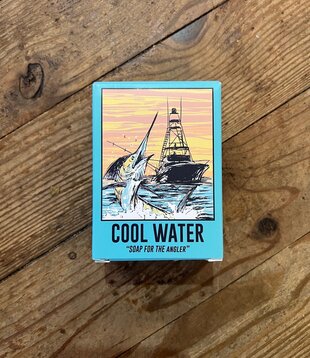 COOL WATER
"SOAP FOR THE ANGLER"